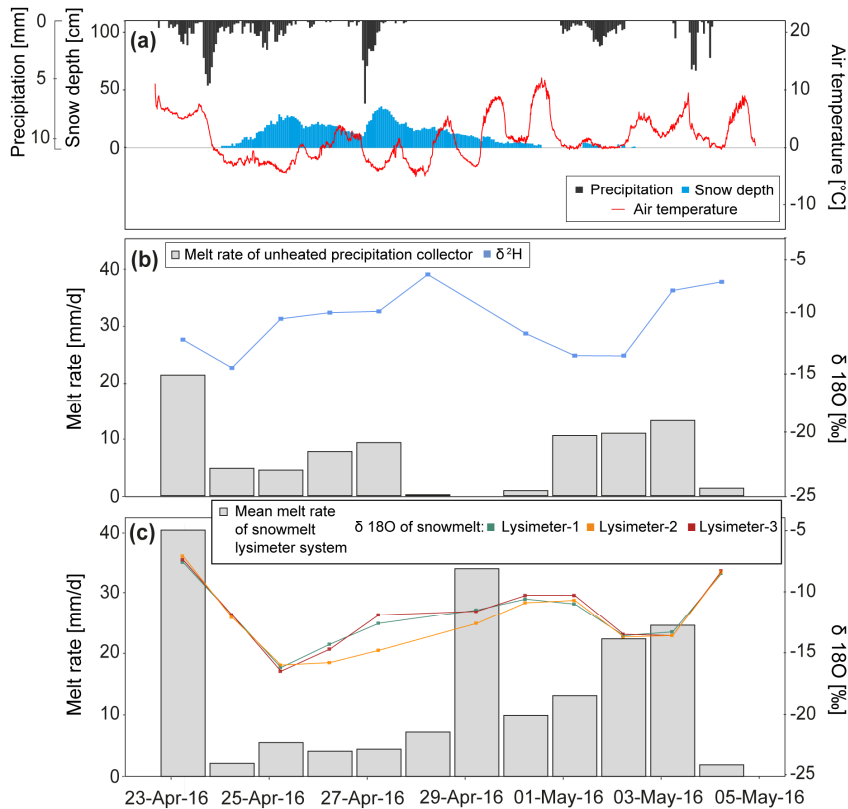 Precipitation [mm]
0
5
10
Snow depth [cm]
100
50
0
(a)
20
10
0
-10
Air temperature [°C]
Precipitation Snow depth
Air temperature
(b)
Melt rate of unheated precipitation collector δ ²H
Melt rate [mm/d]
40
30
20
10
0
-5
-10
-15
-20
-25
δ 18O [‰]
(c)
Mean melt rate
of snowmelt
lysimeter system
δ 18O of snowmelt: Lysimeter-1 Lysimeter-2 Lysimeter-3
Melt rate [mm/d]
40
30
20
10
0
-5
-10
-15
-20
-25
δ 18O [‰]
23-Apr-16 25-Apr-16 27-Apr-16 29-Apr-16 01-May-16 03-May-16 05-May-16